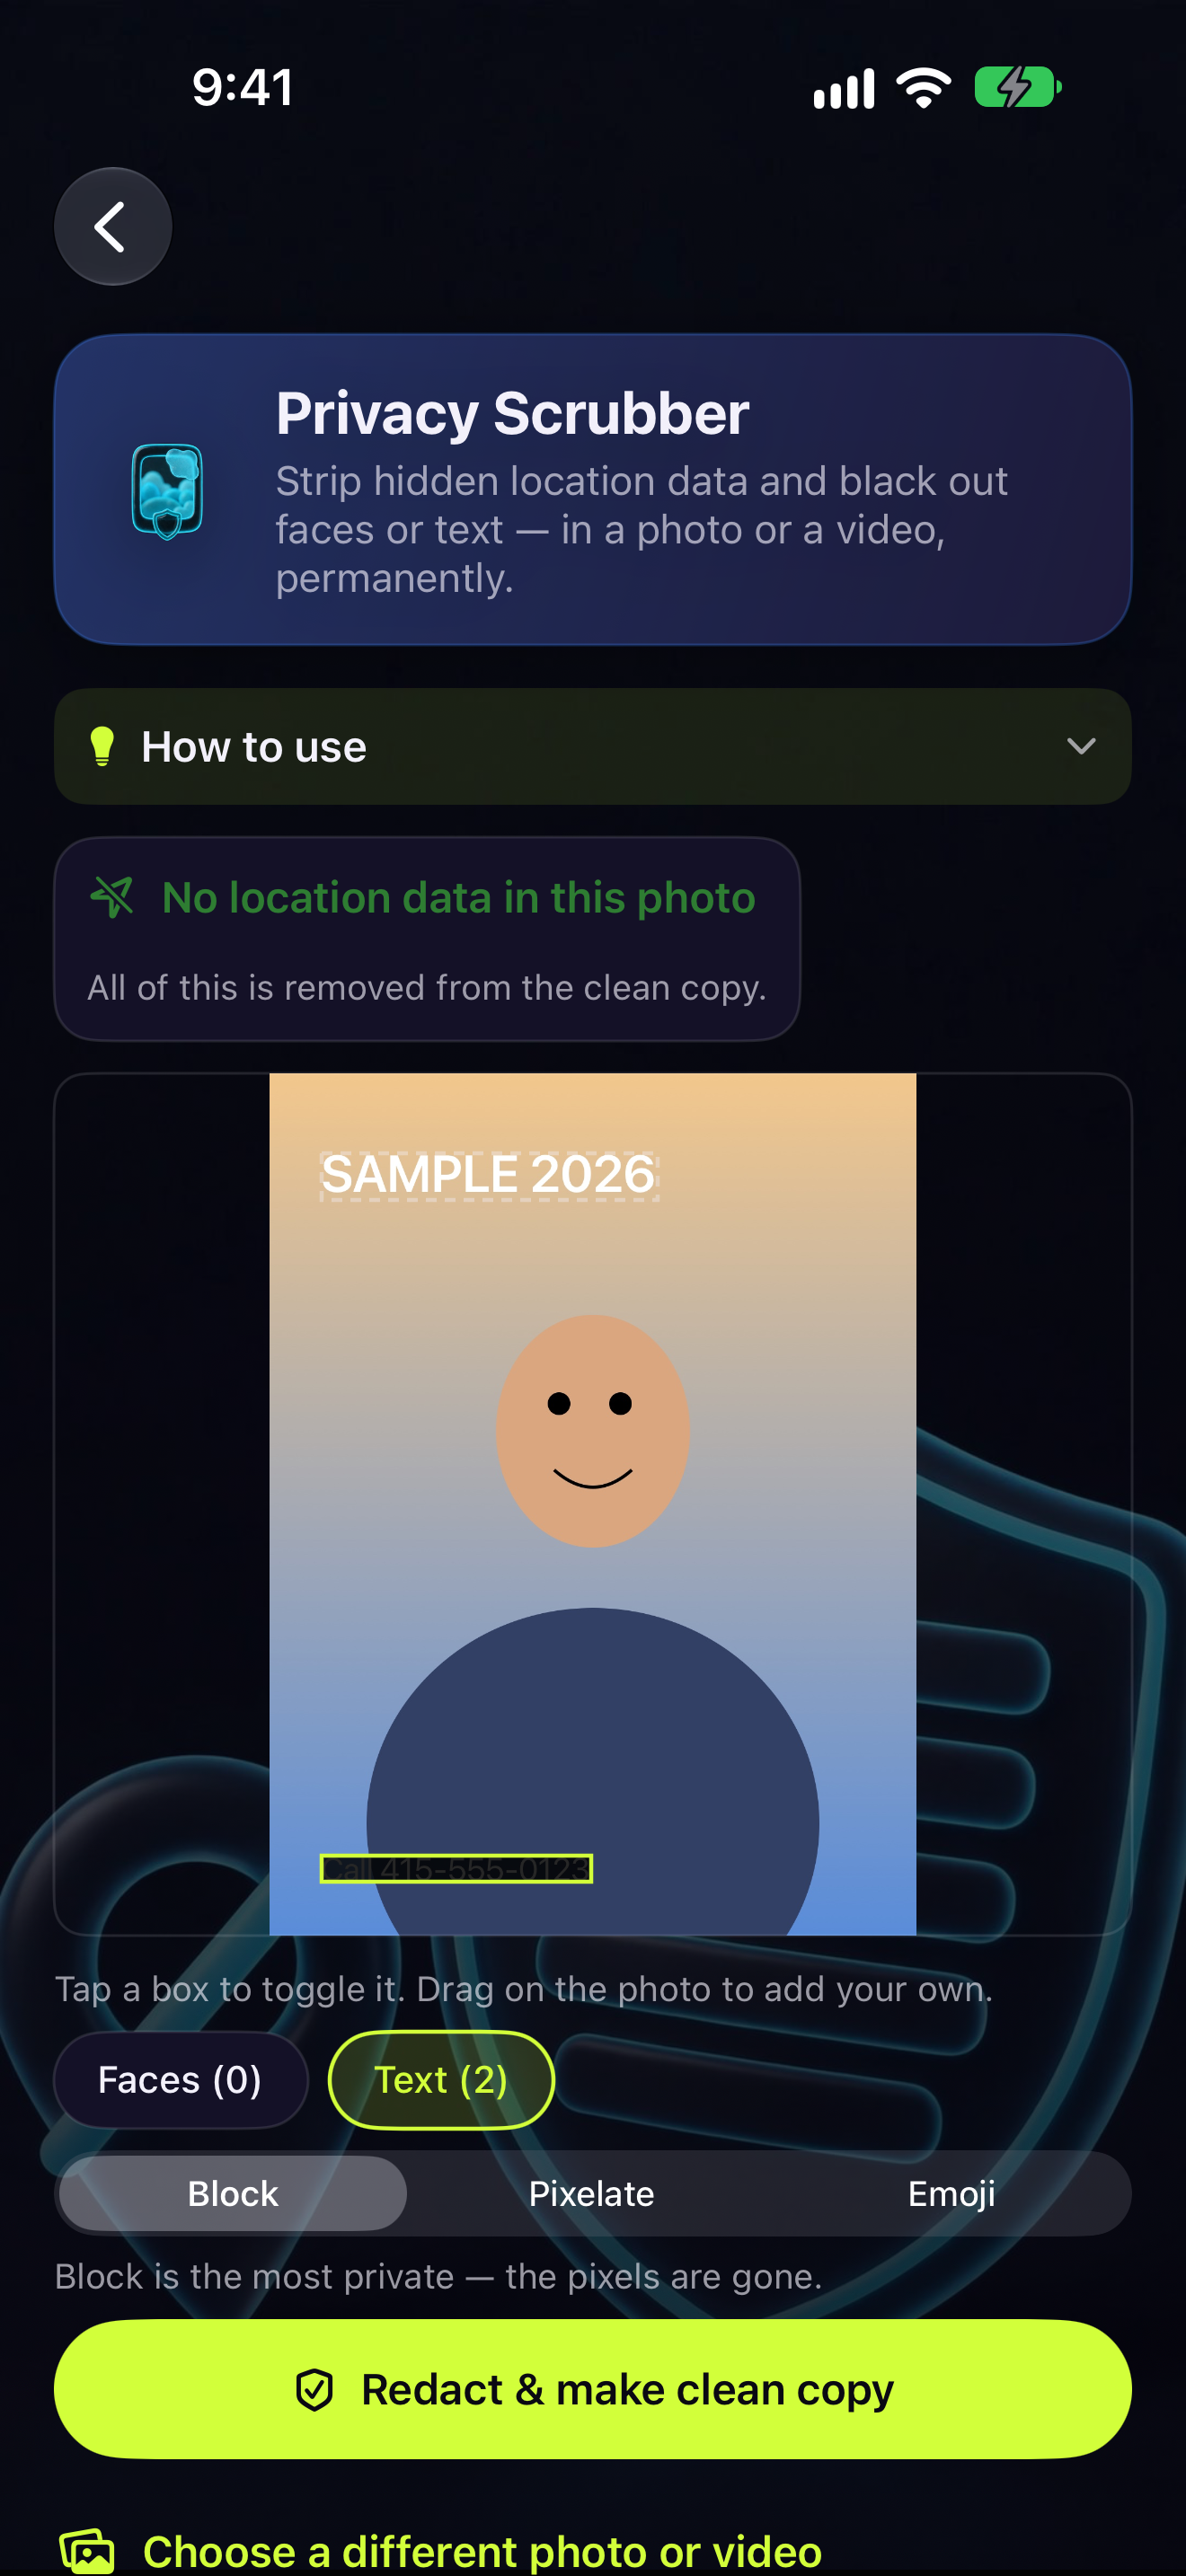 9:41
Privacy Scrubber
Strip hidden location data and black out
faces or text — in a photo or a video,
permanently.
How to use
No location data in this photo
All of this is removed from the clean copy.
SAMPLE 2026
Call 415-555-0123
Tap a box to toggle it. Drag on the photo to add your own.
Faces (0)
Text (2)
Block
Pixelate
Emoji
Block is the most private — the pixels are gone.
Redact & make clean copy
Choose a different photo or video